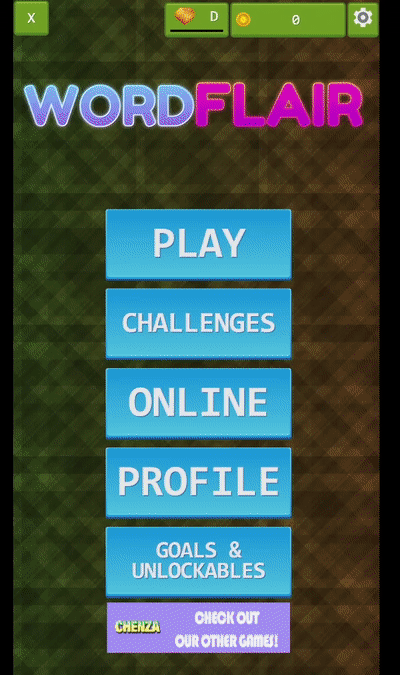 X
D
0
WORDFLAIR
PLAY
CHALLENGES
ONLINE
PROFILE
GOALS &
UNLOCKABLES
CHENZA
CHECK OUT
OUR OTHER GAMES!